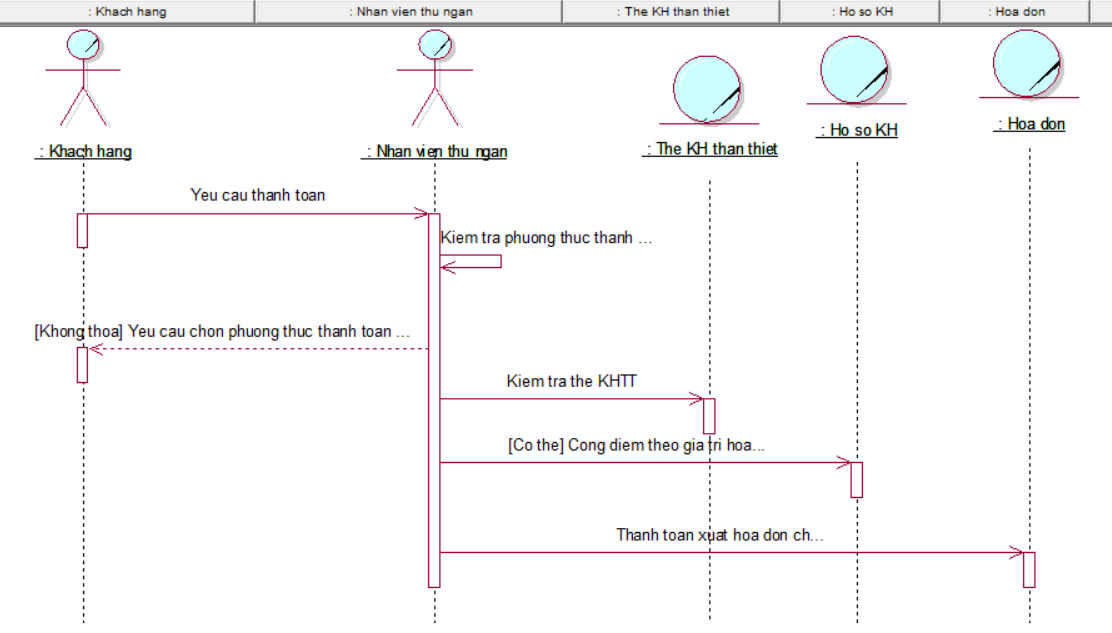 : Khach hang
: Nhan vien thu ngan
: The KH than thiet
: Ho so KH
: Hoa don
: Khach hang
: Nhan vien thu ngan
: The KH than thiet
: Ho so KH
: Hoa don
Yeu cau thanh toan
Kiem tra phuong thuc thanh ...
[Khong thoa] Yeu cau chon phuong thuc thanh toan ...
Kiem tra the KHTT
[Co the] Cong diem theo gia tri hoa...
Thanh toan xuat hoa don ch...